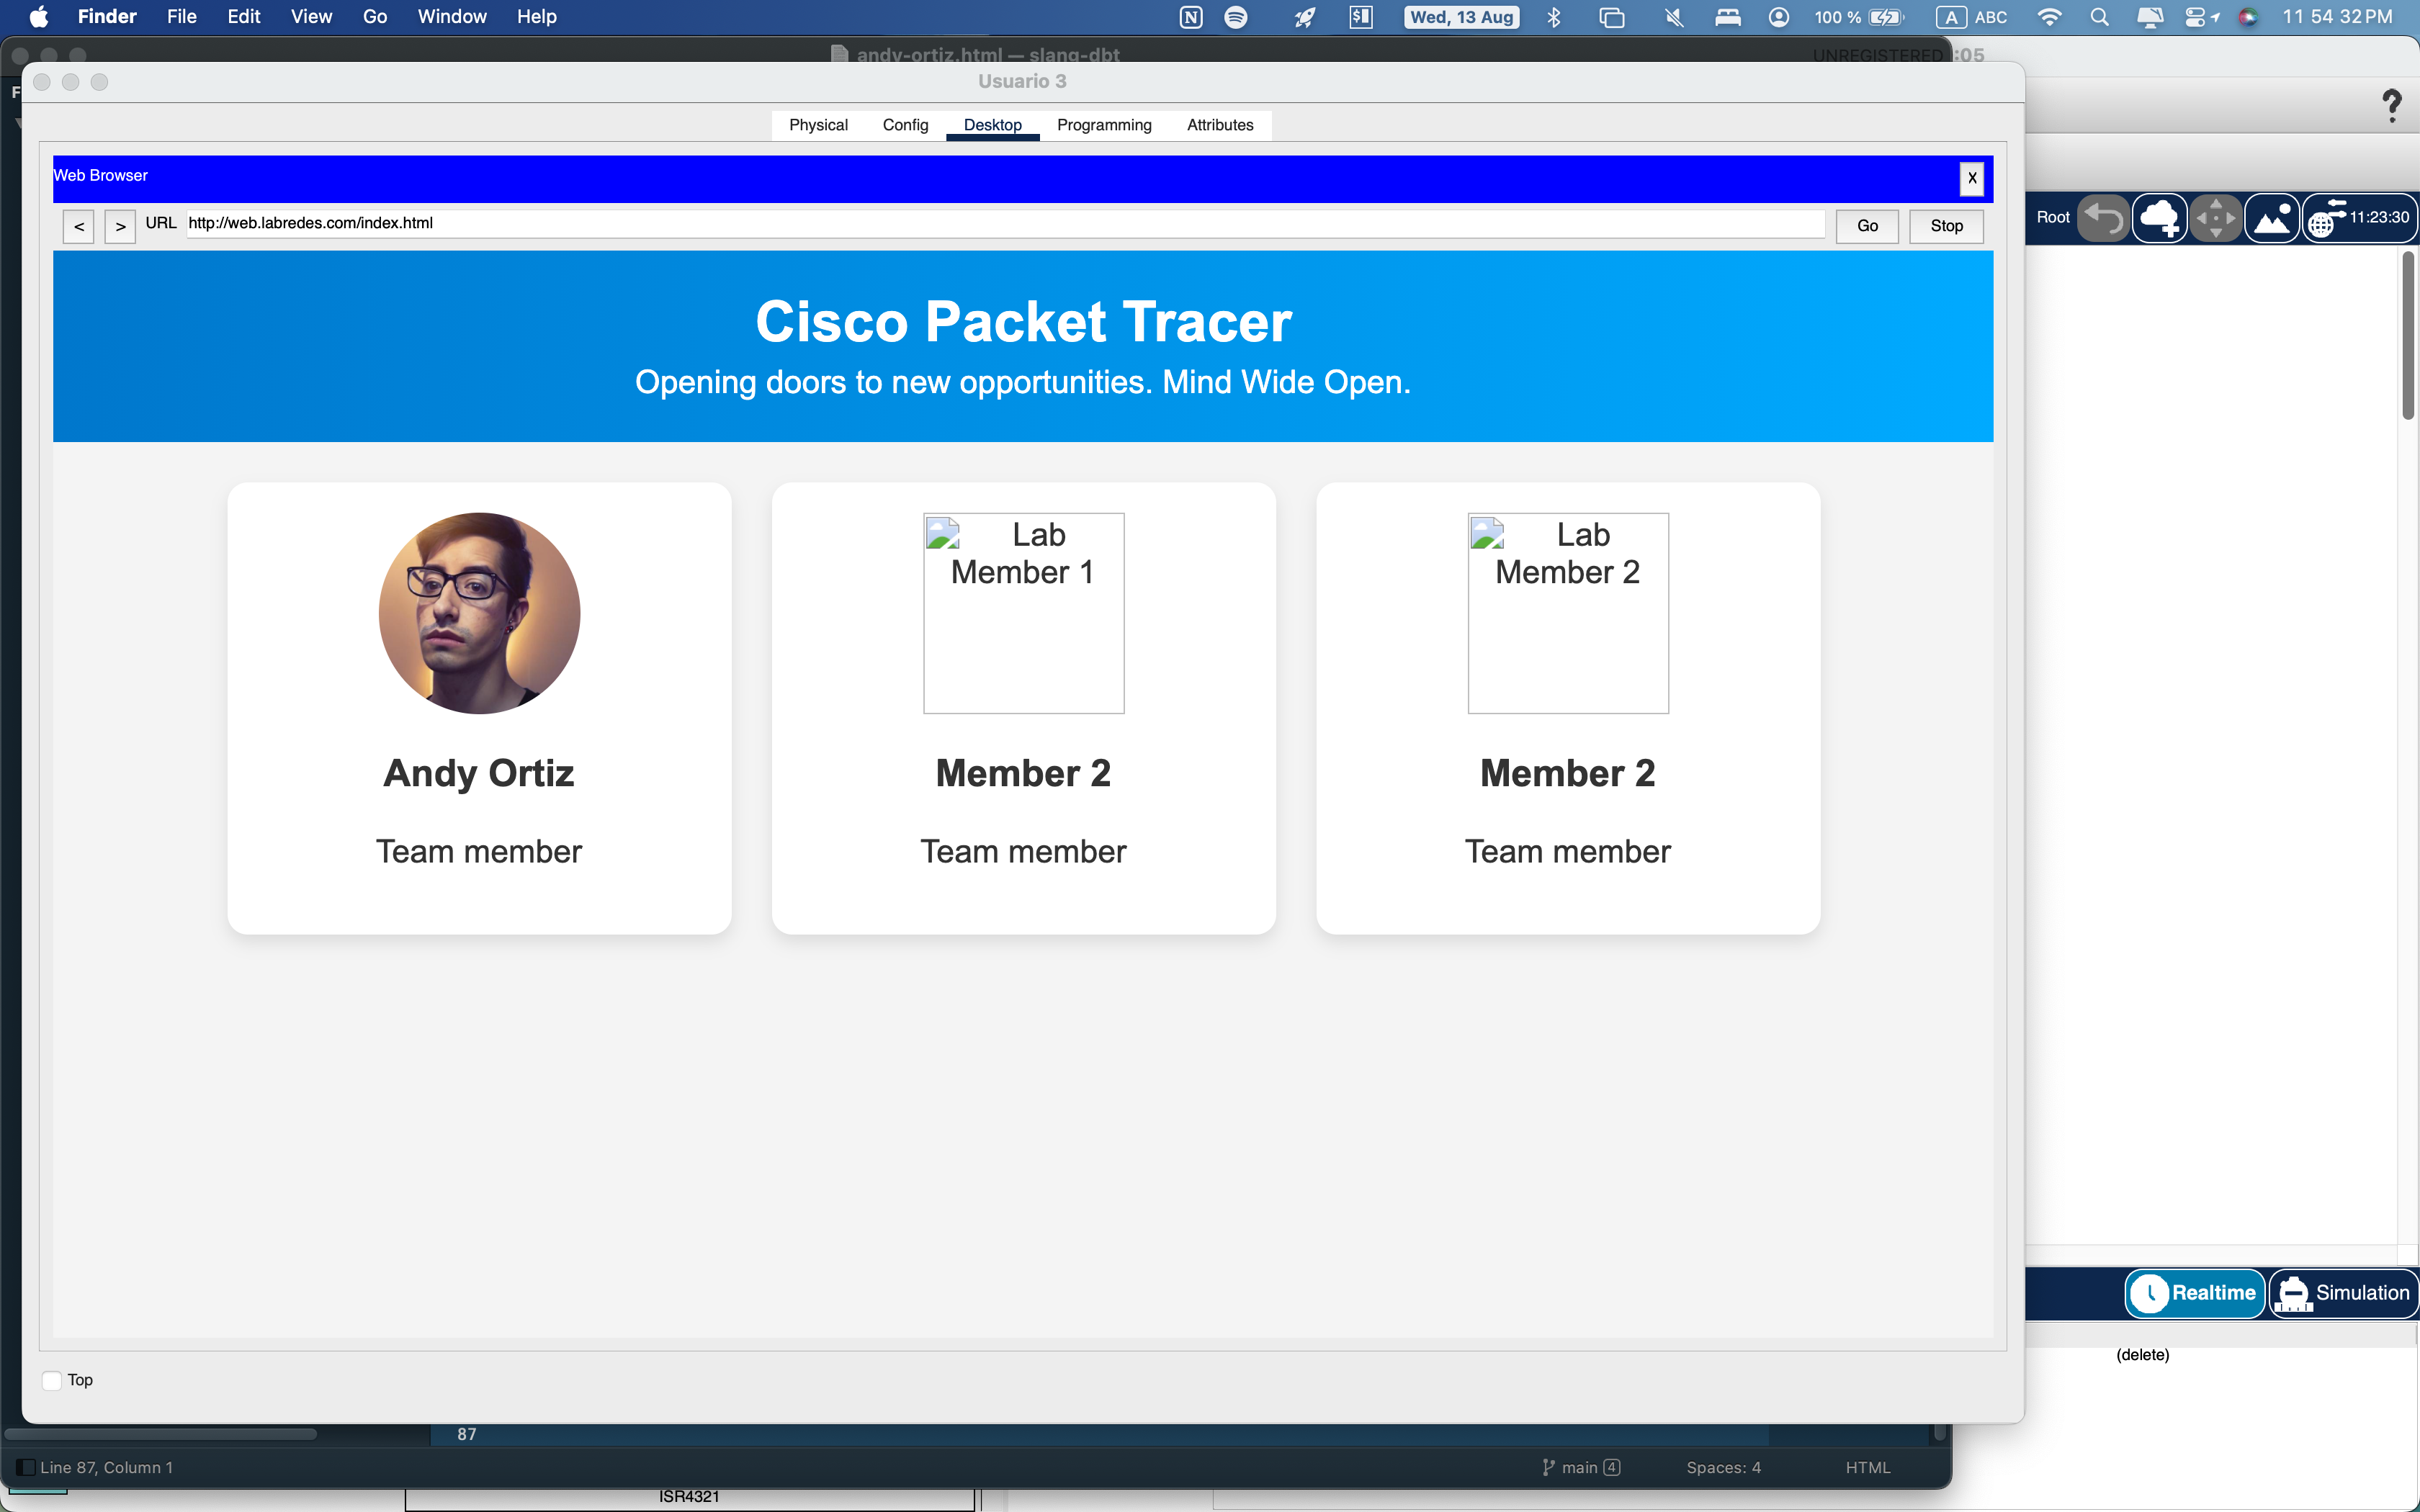 Finder File Edit View Go Window Help Wed, 13 Aug 100 % A ABC 11 54 32 PM
andy-ortiz.html — slang-dbt UNREGISTERED :05
Usuario 3
F
Physical Config Desktop Programming Attributes
Web Browser X
< > URL http://web.labredes.com/index.html Go Stop
Root 11:23:30
Cisco Packet Tracer
Opening doors to new opportunities. Mind Wide Open.
Lab
Member 1
Lab
Member 2
Andy Ortiz
Member 2
Member 2
Team member
Team member
Team member
Realtime Simulation
(delete)
Top
87
Line 87, Column 1 main 4 Spaces: 4 HTML
ISR4321